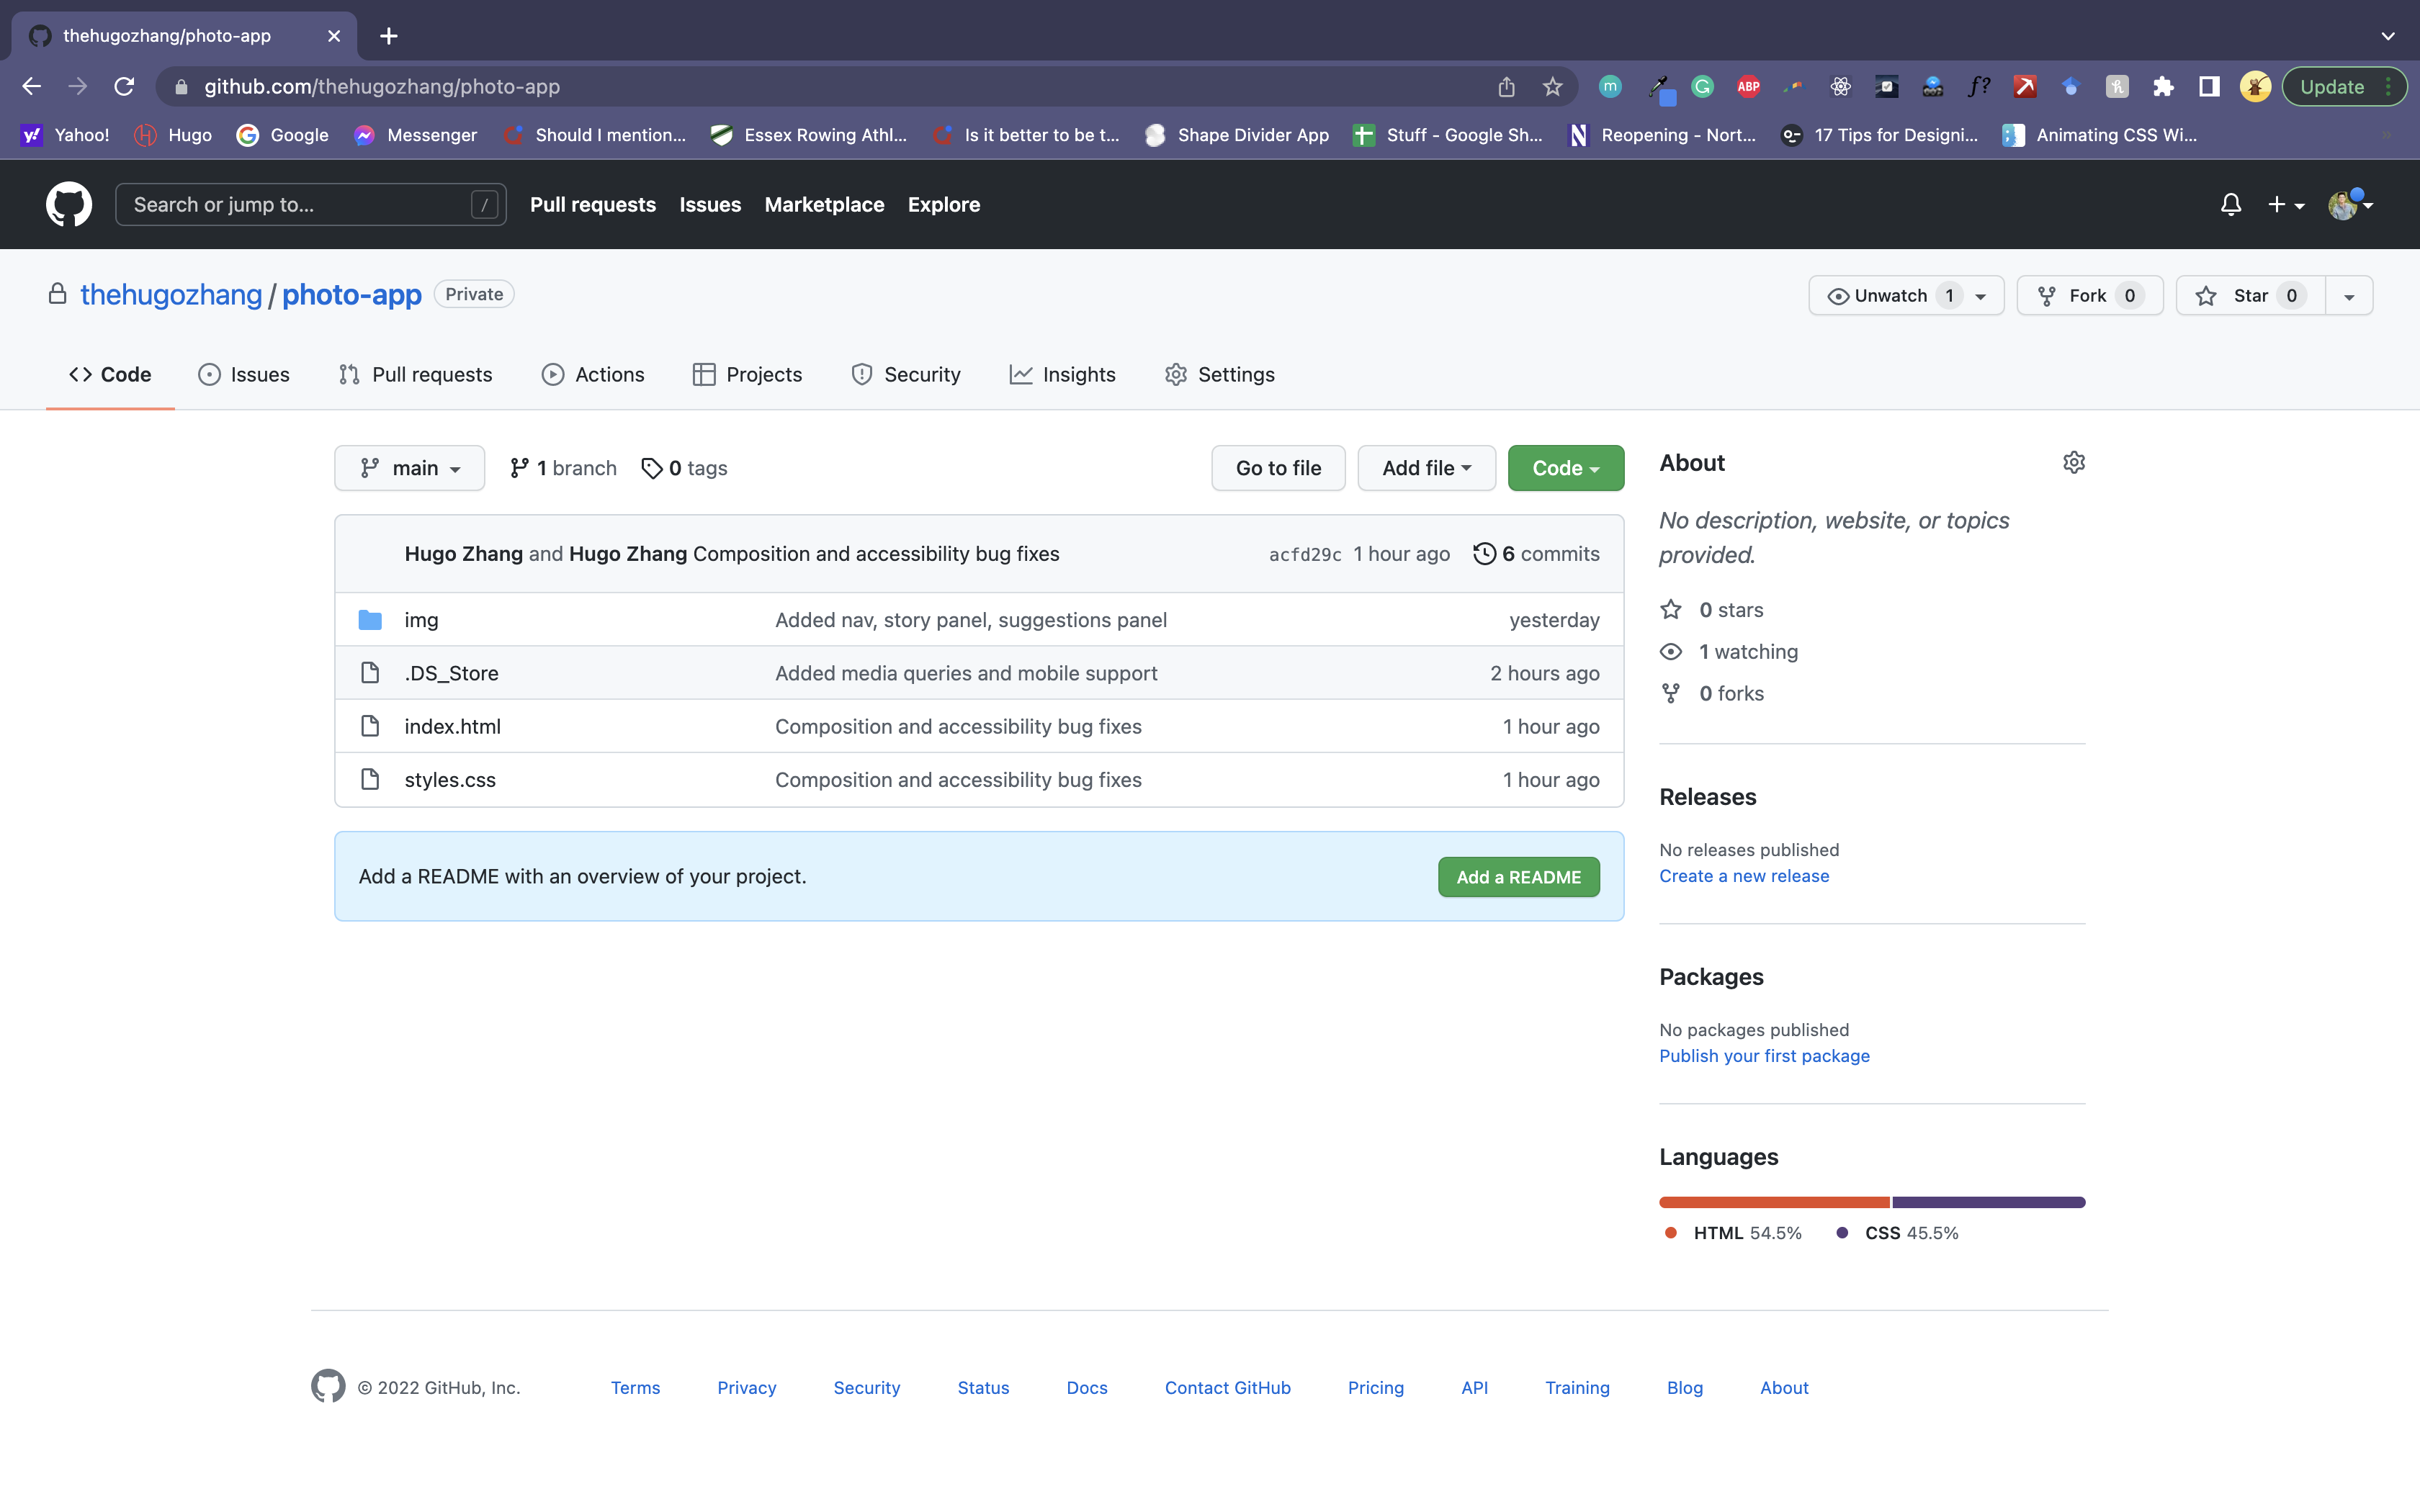 thehugozhang/photo-app
github.com/thehugozhang/photo-app
m
ABP
f?
Update
y!
Yahoo!
Hugo
Google
Messenger
Should I mention...
Essex Rowing Athl...
Is it better to be t...
Shape Divider App
Stuff - Google Sh...
Reopening - Nort...
17 Tips for Designi...
Animating CSS Wi...
Search or jump to...
/
Pull requests
Issues
Marketplace
Explore
thehugozhang / photo-app
Private
Unwatch 1
Fork 0
Star 0
Code
Issues
Pull requests
Actions
Projects
Security
Insights
Settings
main
1 branch
0 tags
Go to file
Add file
Code
Hugo Zhang and Hugo Zhang Composition and accessibility bug fixes
acfd29c 1 hour ago
6 commits
img
Added nav, story panel, suggestions panel
yesterday
.DS_Store
Added media queries and mobile support
2 hours ago
index.html
Composition and accessibility bug fixes
1 hour ago
styles.css
Composition and accessibility bug fixes
1 hour ago
Add a README with an overview of your project.
Add a README
About
No description, website, or topics
provided.
0 stars
1 watching
0 forks
Releases
No releases published
Create a new release
Packages
No packages published
Publish your first package
Languages
HTML 54.5%
CSS 45.5%
© 2022 GitHub, Inc.
Terms
Privacy
Security
Status
Docs
Contact GitHub
Pricing
API
Training
Blog
About